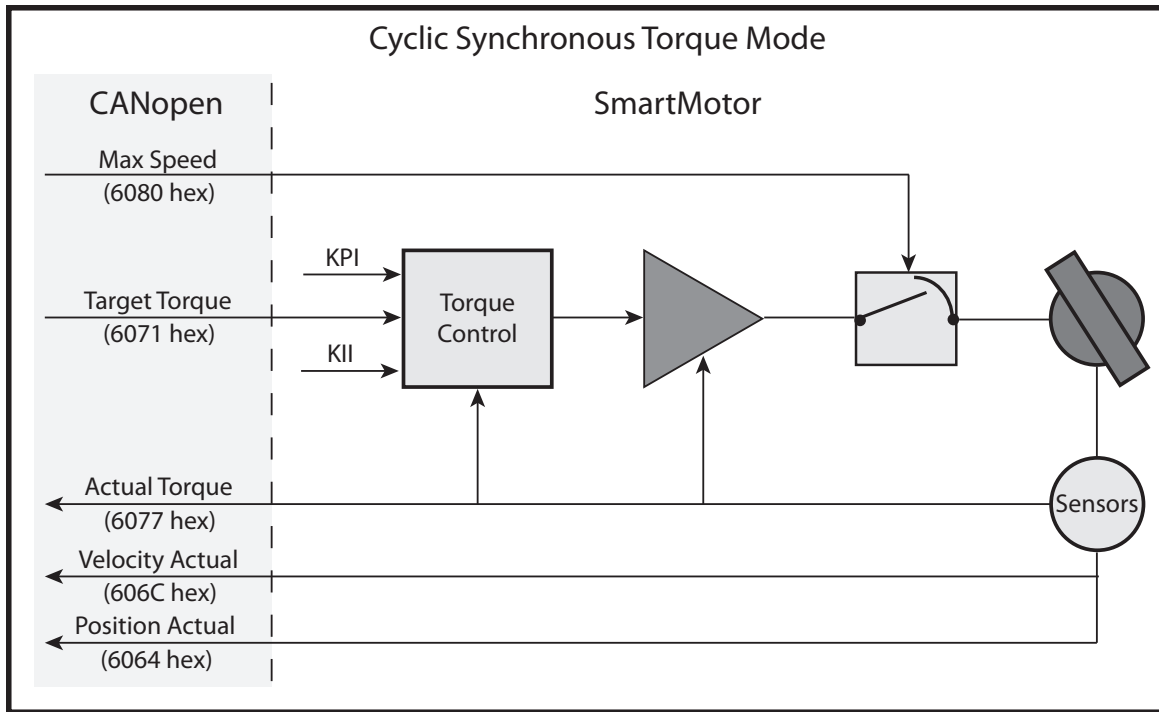 Cyclic Synchronous Torque Mode
CANopen
SmartMotor
Max Speed
(6080 hex)
KPI
Target Torque
(6071 hex)
Torque
Control
KII
Actual Torque
(6077 hex)
Sensors
Velocity Actual
(606C hex)
Position Actual
(6064 hex)